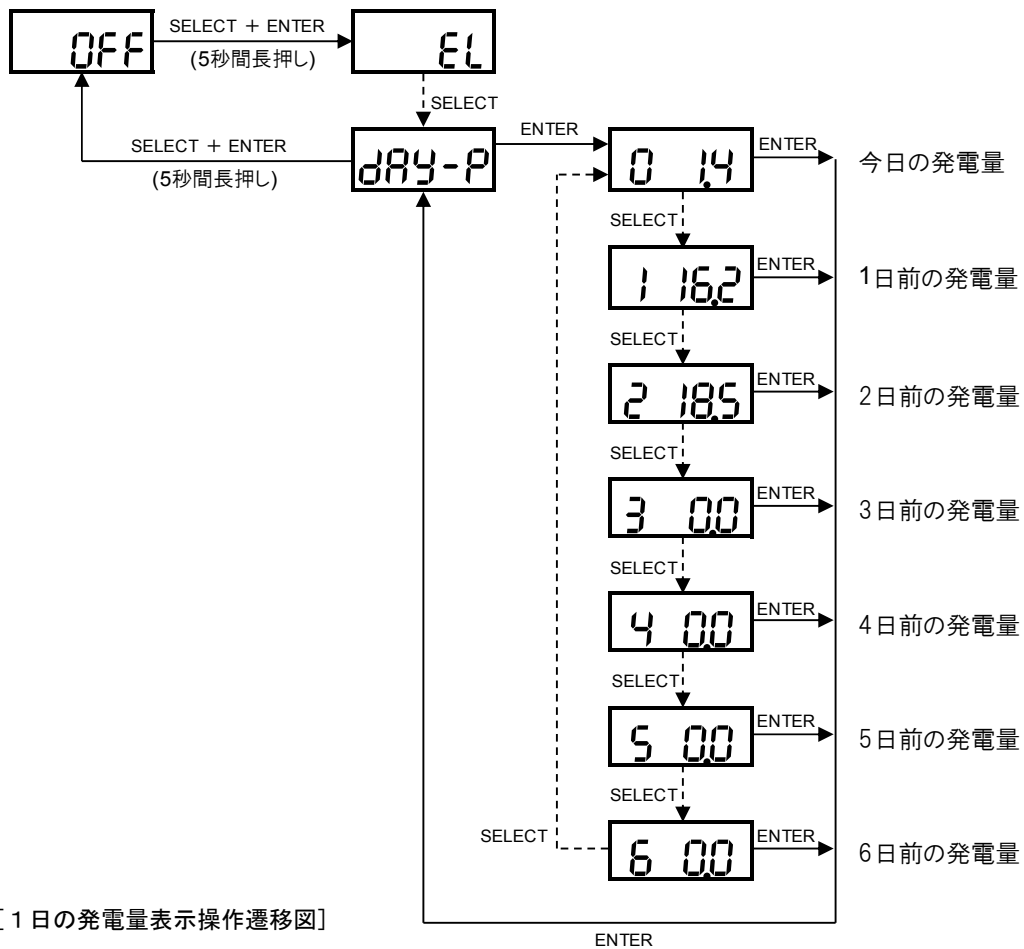 OFF
SELECT + ENTER
(5秒間長押し)
EL
SELECT
SELECT + ENTER
(5秒間長押し)
dAY-P
ENTER
0 1.4
ENTER
今日の発電量
SELECT
1 16.2
ENTER
1日前の発電量
SELECT
2 18.5
ENTER
2日前の発電量
SELECT
3 0.0
ENTER
3日前の発電量
SELECT
4 0.0
ENTER
4日前の発電量
SELECT
5 0.0
ENTER
5日前の発電量
SELECT
SELECT
6 0.0
ENTER
6日前の発電量
[1日の発電量表示操作遷移図]
ENTER